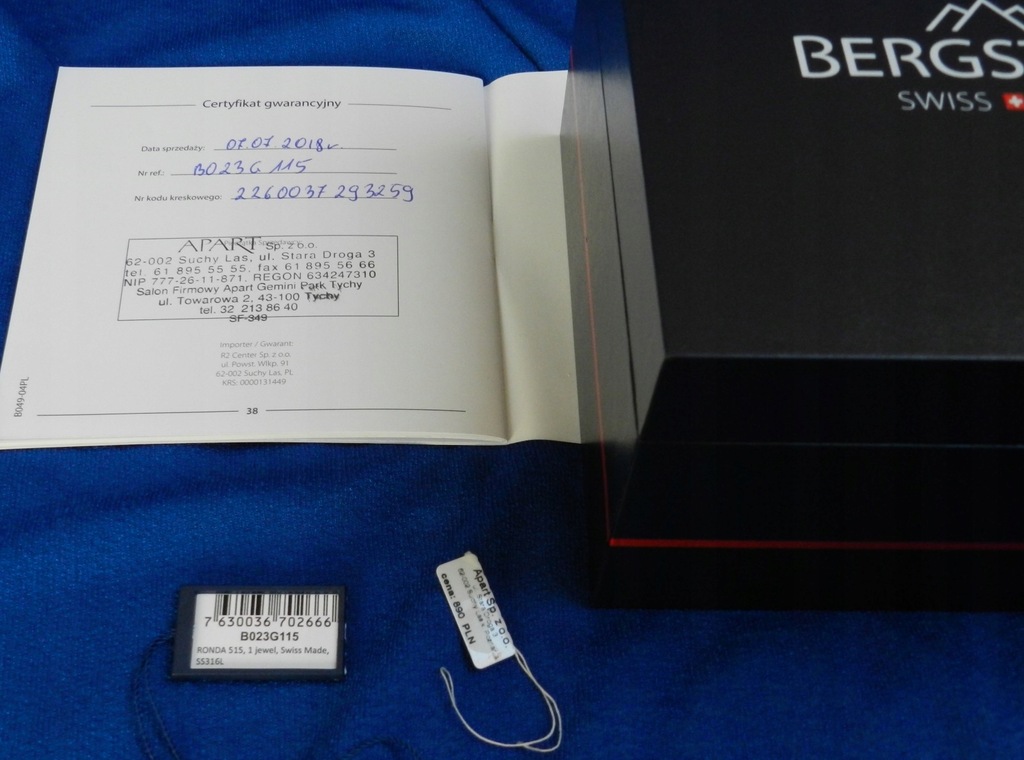 Certyfikat gwarancyjny
Data sprzedaży: 07.07.2018r.
Nr ref.: B023G115
Nr kodu kreskowego: 2260037293259
APART Sp. z o.o.
62-002 Suchy Las, ul. Stara Droga 3
tel. 61 895 55 55, fax 61 895 56 66
NIP 777-26-11-871, REGON 634247310
Salon Firmowy Apart Gemini Park Tychy
ul. Towarowa 2, 43-100 Tychy
tel. 32 213 86 40
SF-349
Importer / Gwarant:
R2 Center Sp. z o.o.
ul. Powst. Wlkp. 91
62-002 Suchy Las, PL
KRS: 0000131449
B049-04PL
38
BERGS
SWISS
7 630036 702666
B023G115
RONDA 515, 1 jewel, Swiss Made,
SS316L
Apart Sp. z o.o.
cena: 890 PLN